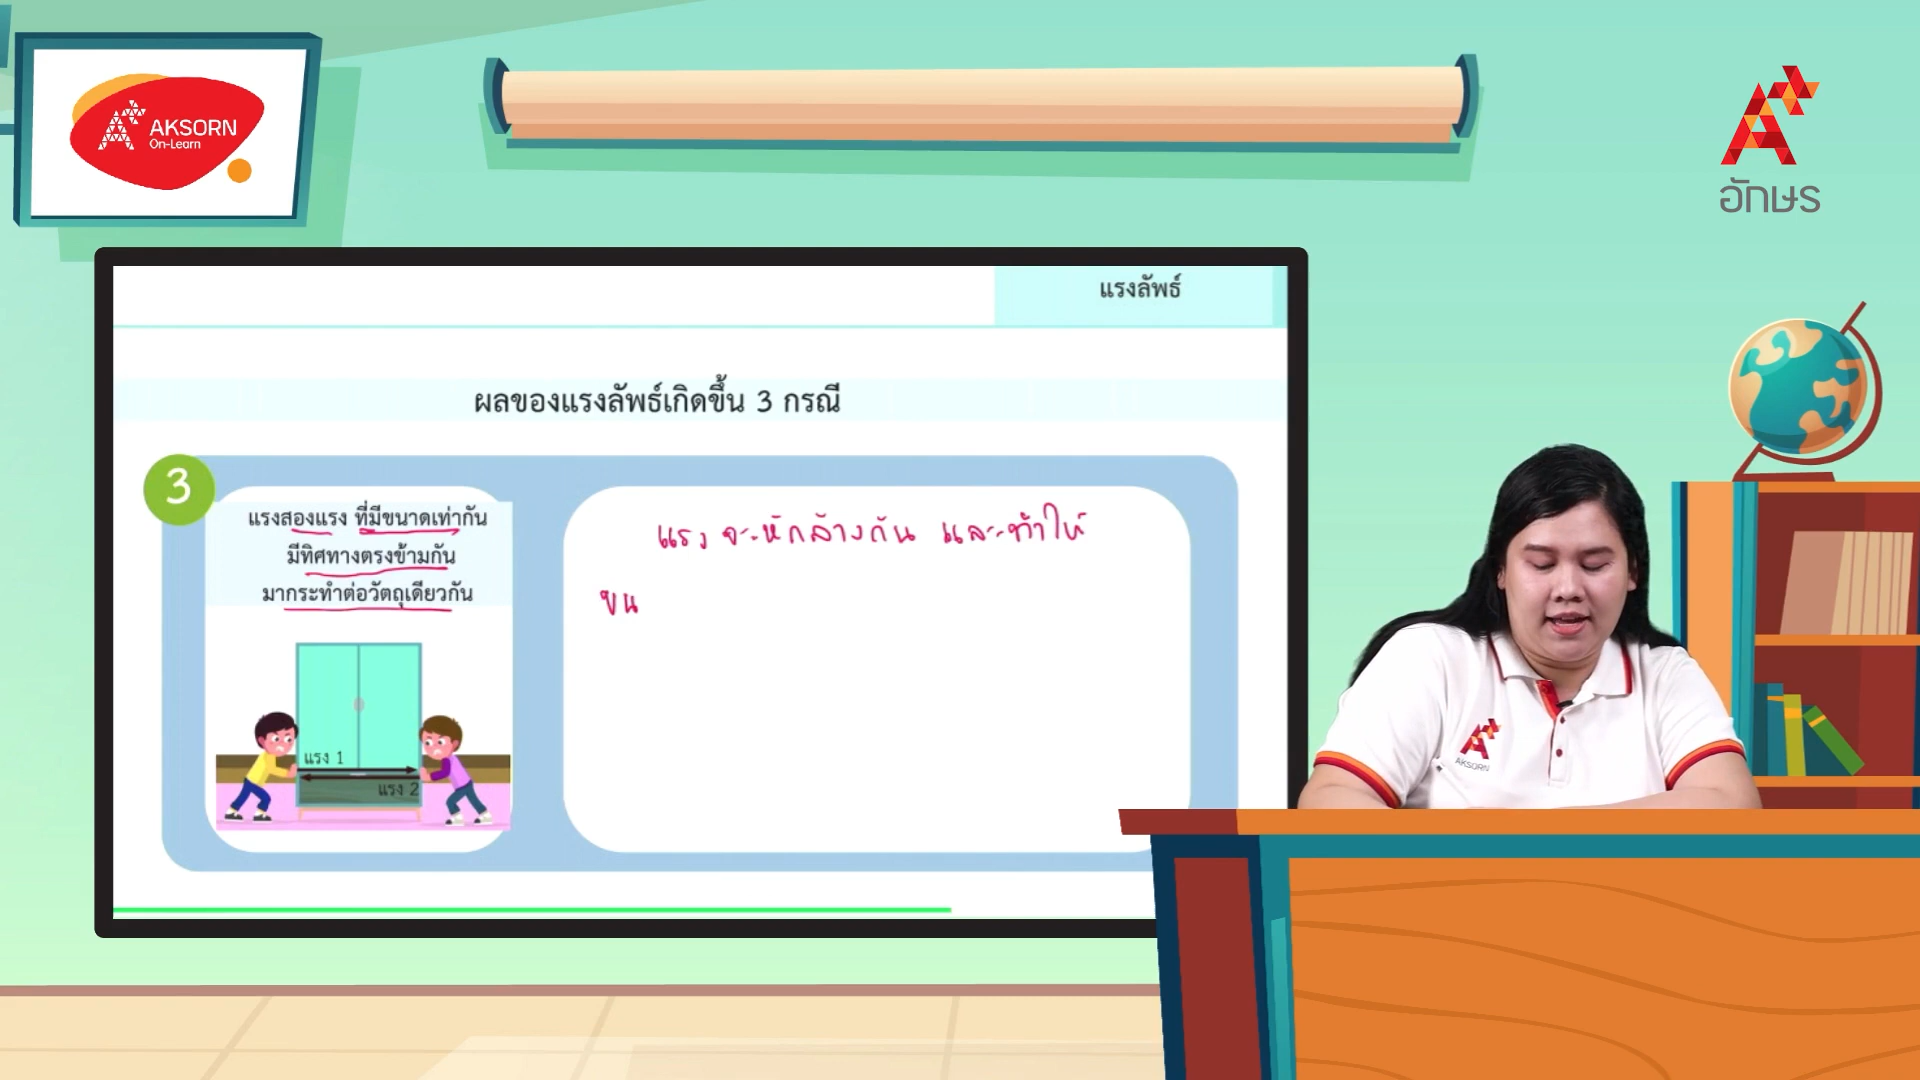 AKSORN
On-Learn
อักษร
แรงลัพธ์
ผลของแรงลัพธ์เกิดขึ้น 3 กรณี
3
แรงสองแรง ที่มีขนาดเท่ากัน
มีทิศทางตรงข้ามกัน
มากระทำต่อวัตถุเดียวกัน
แรง 1
แรง 2
แรงจะหักล้างกัน และทำให้
ขน
AKSORN